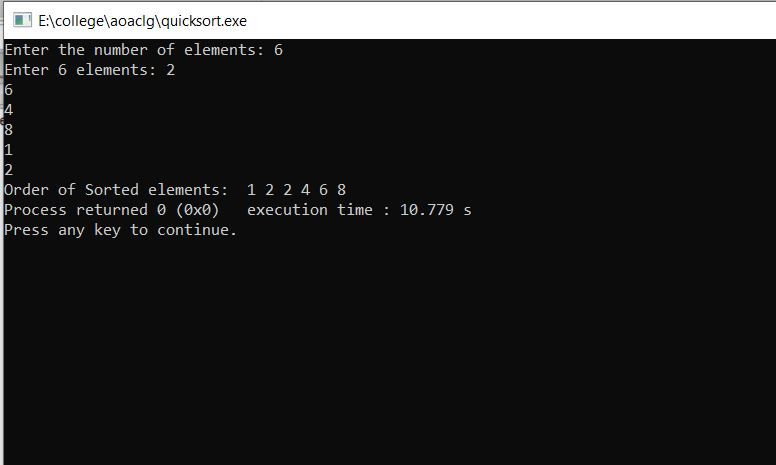 E:\college\aoaclg\quicksort.exe
Enter the number of elements: 6
Enter 6 elements: 2
6
4
8
1
2
Order of Sorted elements:  1 2 2 4 6 8
Process returned 0 (0x0)   execution time : 10.779 s
Press any key to continue.